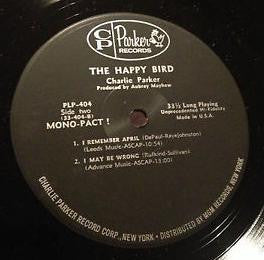 CP Parker
RECORDS
THE HAPPY BIRD
Charlie Parker
Produced by Aubrey Mayhew
PLP-404
Side two
(33-404-B)
MONO-PACT !
33⅓ Long Playing
Unprecedented Hi-Fidelity
Made in U.S.A.
1. I REMEMBER APRIL (DePaul-Raye-Johnston)
(Leeds Music-ASCAP-10:54)
2. I MAY BE WRONG (Rufkind-Sullivan)
(Advance Music-ASCAP-13:00)
CHARLIE PARKER RECORD CORP., NEW YORK • DISTRIBUTED BY MGM RECORDS, NEW YORK